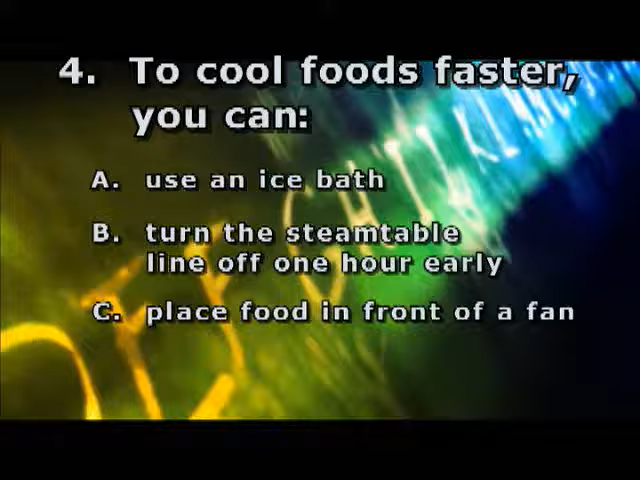 4. To cool foods faster,
you can:
A. use an ice bath
B. turn the steamtable
line off one hour early
C. place food in front of a fan